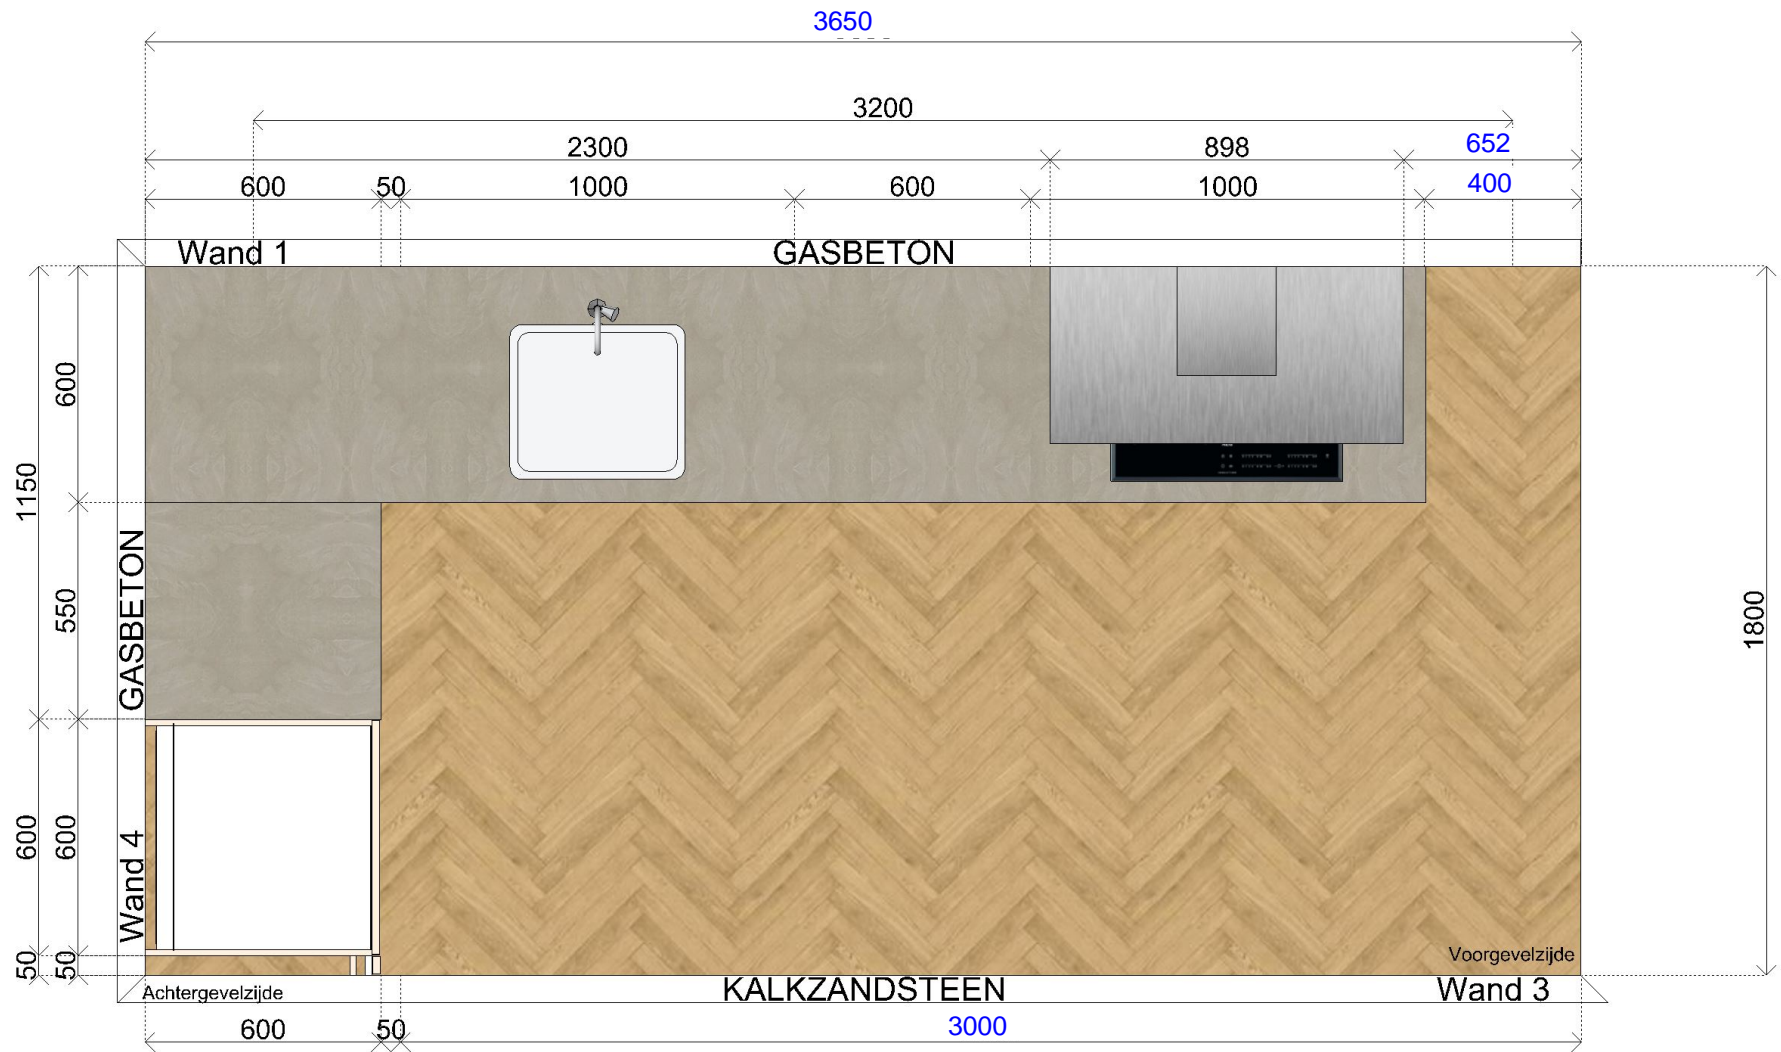 3650
3200
2300 898 652
600 50 1000 600 1000 400
Wand 1 GASBETON
600
1150
550
GASBETON
1800
600 600
Wand 4
50 50
Voorgevelzijde
Achtergevelzijde KALKZANDSTEEN Wand 3
600 50 3000